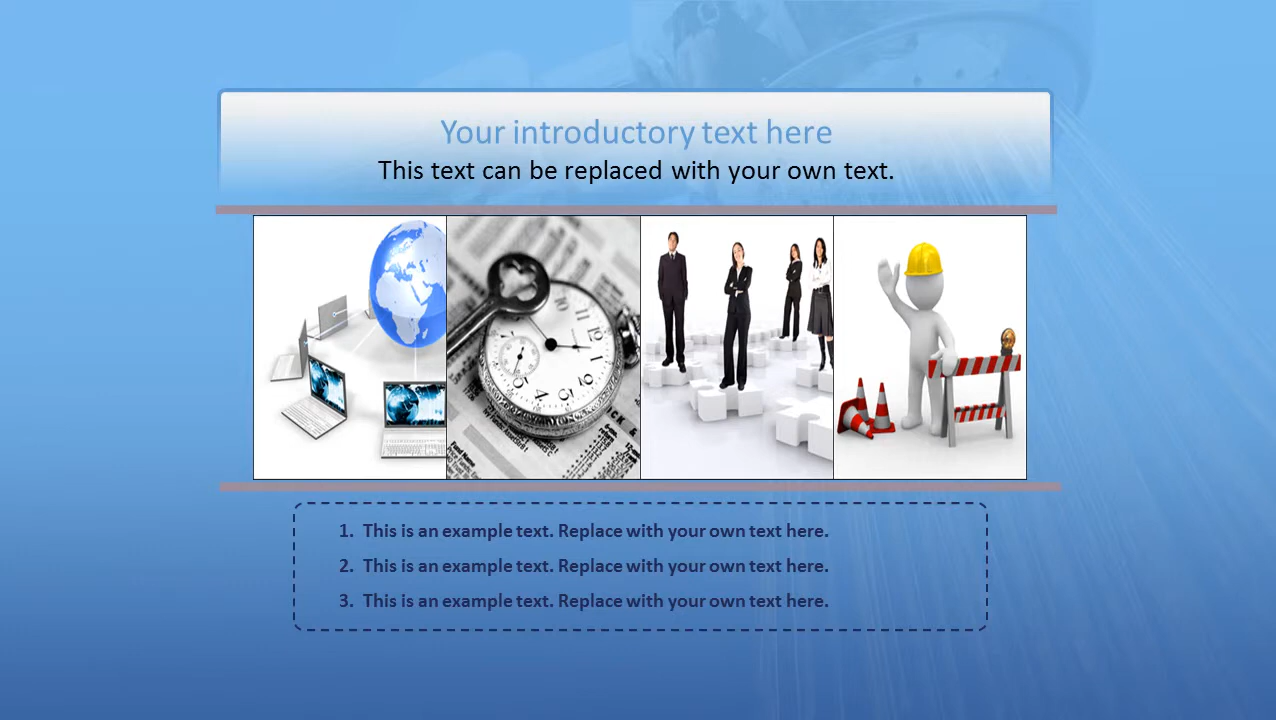 Your introductory text here
This text can be replaced with your own text.
1. This is an example text. Replace with your own text here.
2. This is an example text. Replace with your own text here.
3. This is an example text. Replace with your own text here.